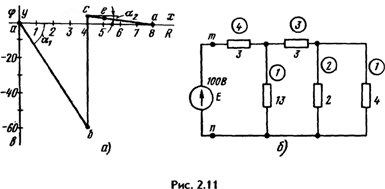 φ y c e α₂ a x
a 1 2 3 4 5 6 7 8 R
α₁
-20
-40
-60
b
в
а)
④ ③
m 3 3
① ② ①
100В
E
13 2 4
n
б)
Рис. 2.11